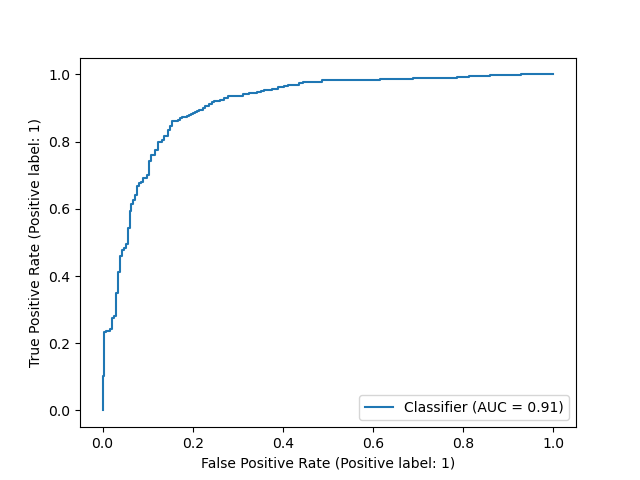 1.0
0.8
0.6
0.4
0.2
0.0
True Positive Rate (Positive label: 1)
Classifier (AUC = 0.91)
0.0 0.2 0.4 0.6 0.8 1.0
False Positive Rate (Positive label: 1)